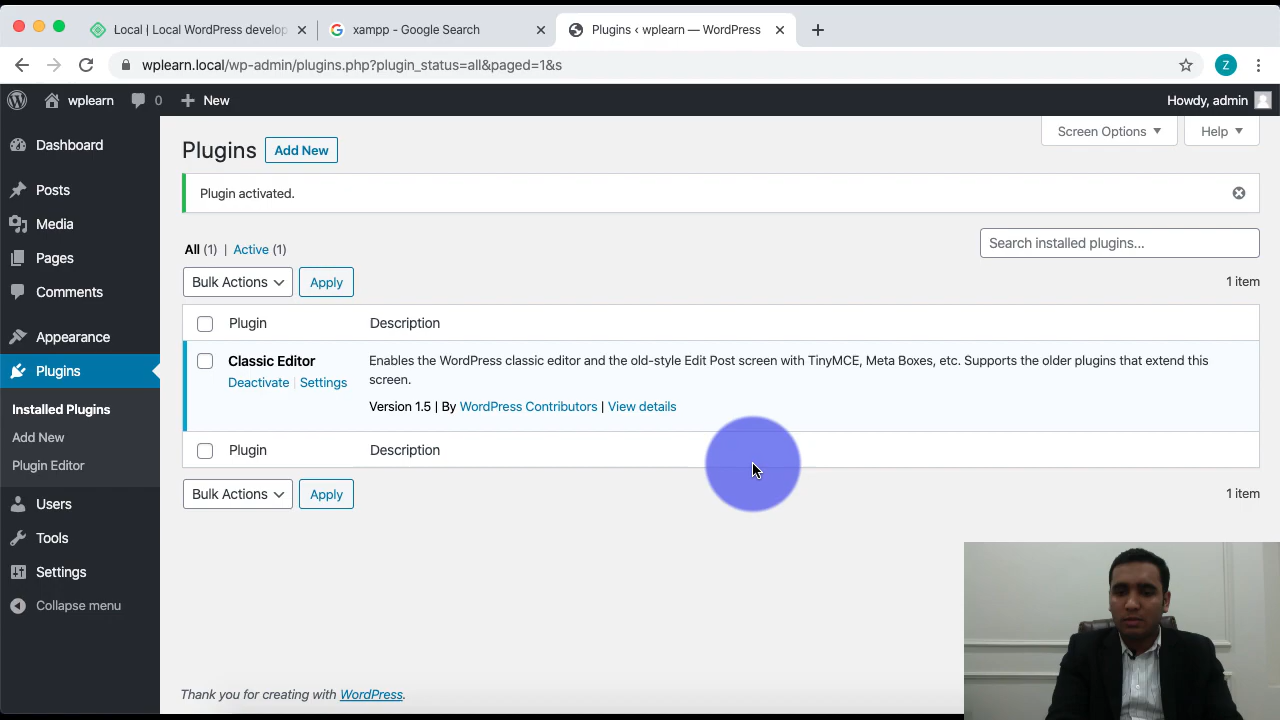 Local | Local WordPress develop
xampp - Google Search
Plugins ‹ wplearn — WordPress
wplearn.local/wp-admin/plugins.php?plugin_status=all&paged=1&s
Z
wplearn
0
New
Howdy, admin
Screen Options
Help
Dashboard
Posts
Media
Pages
Comments
Appearance
Plugins
Installed Plugins
Add New
Plugin Editor
Users
Tools
Settings
Collapse menu
Plugins
Add New
Plugin activated.
All (1) | Active (1)
Search installed plugins...
Bulk Actions
Apply
1 item
Plugin
Description
Classic Editor
Deactivate | Settings
Enables the WordPress classic editor and the old-style Edit Post screen with TinyMCE, Meta Boxes, etc. Supports the older plugins that extend this
screen.
Version 1.5 | By WordPress Contributors | View details
Plugin
Description
Bulk Actions
Apply
1 item
Thank you for creating with WordPress.